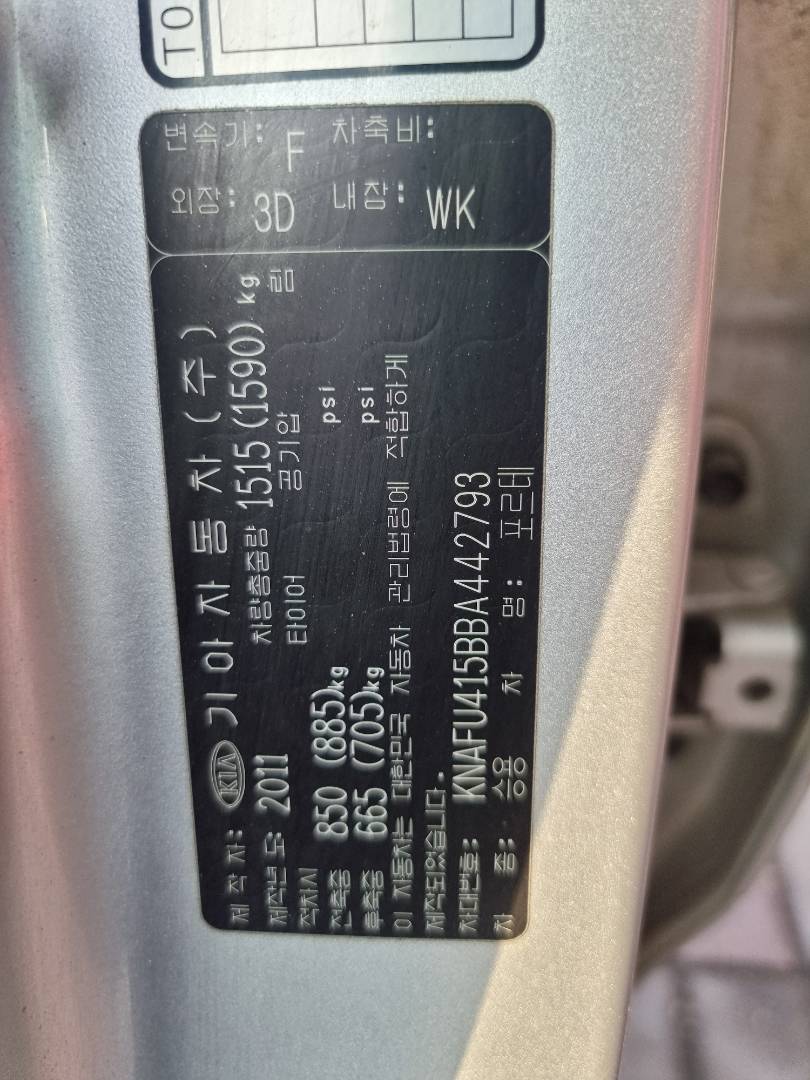 TO
변속기: F 차축비:
외장: 3D 내장: WK
제 작 자: KIA 기아자동차(주)
제작년도: 2011 차량총중량 1515(1590) kg
적차시 타이어 공기압 림
전축중 850 (885)kg psi
후축중 665 (705)kg psi
이 자동차는 대한민국 자동차 관리법령에 적합하게
제작되었습니다.
차대번호: KNAFU415BBA442793
차 종: 승용 차 명: 포르테